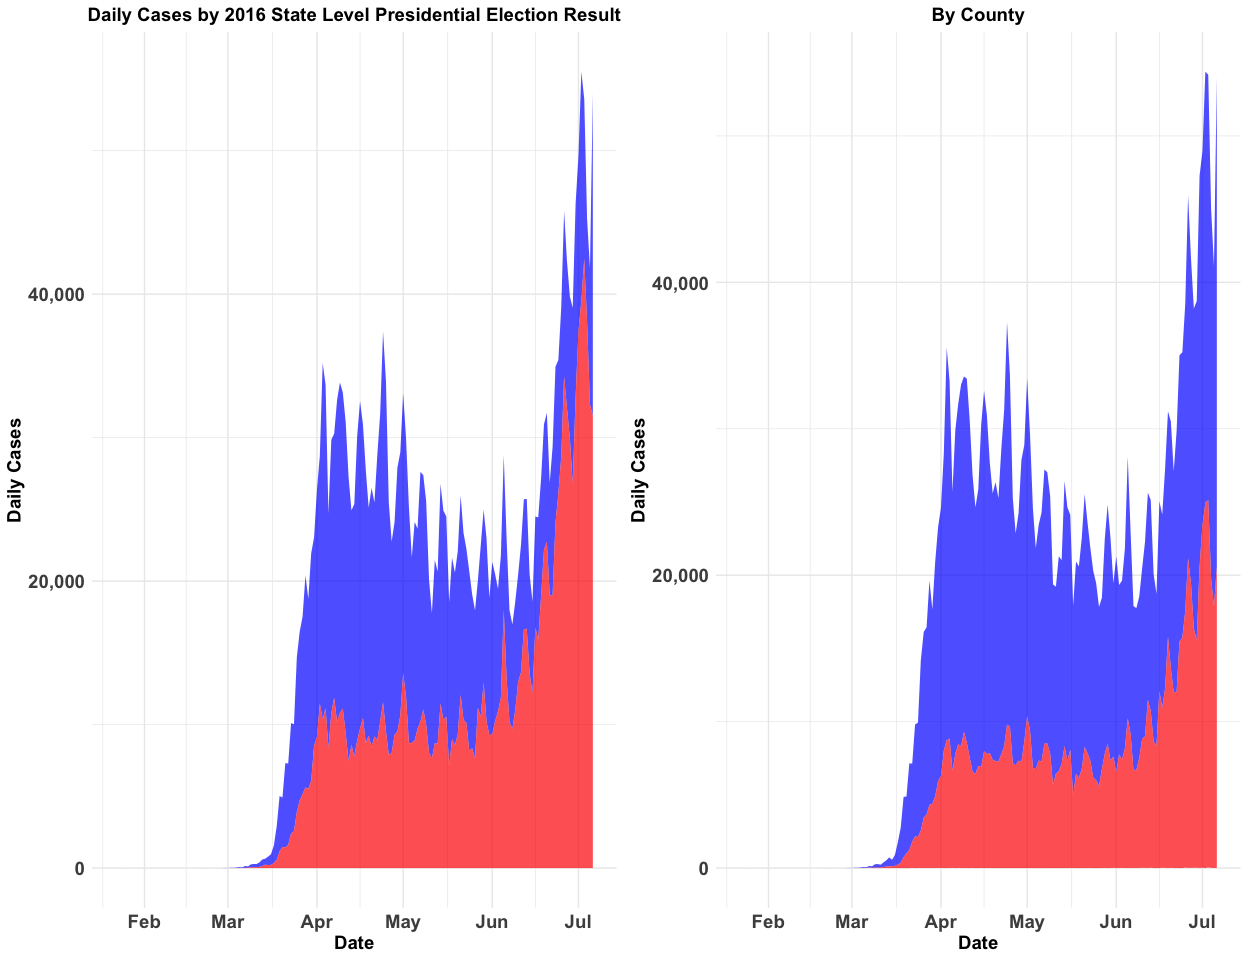 Daily Cases by 2016 State Level Presidential Election Result
Daily Cases
40,000
20,000
0
Feb Mar Apr May Jun Jul
Date
By County
Daily Cases
40,000
20,000
0
Feb Mar Apr May Jun Jul
Date